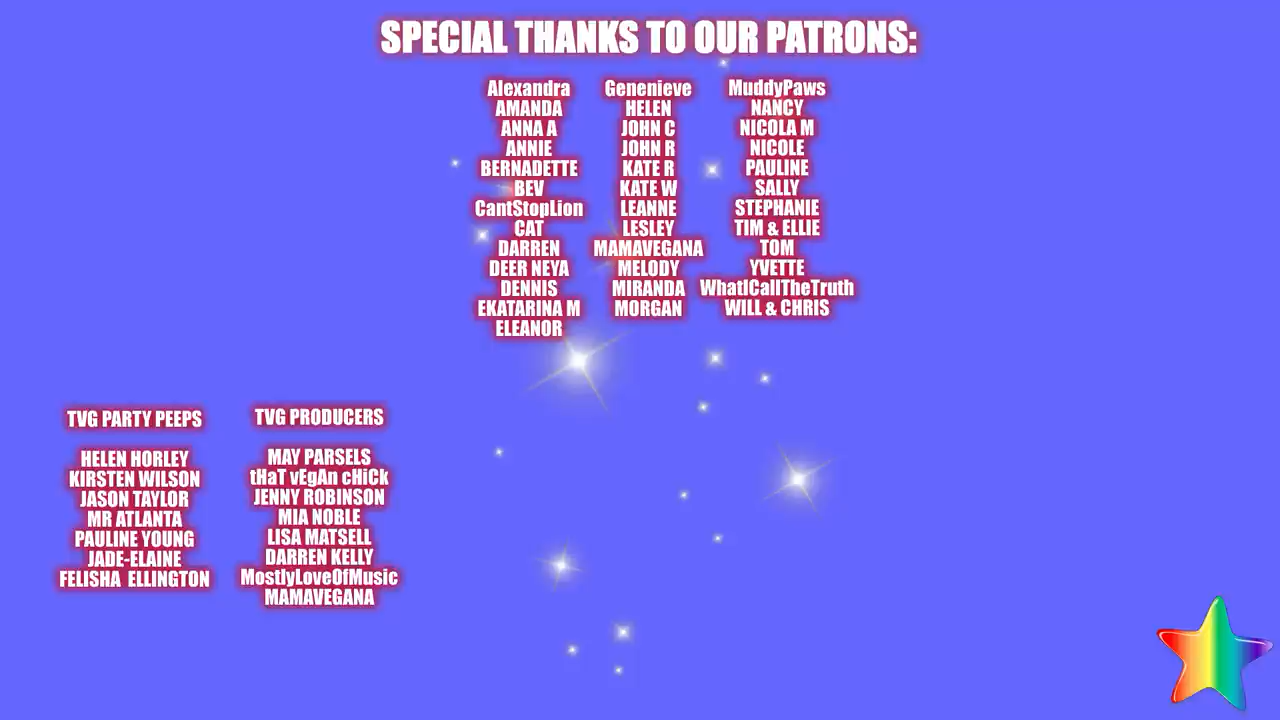 SPECIAL THANKS TO OUR PATRONS:
Alexandra
AMANDA
ANNA A
ANNIE
BERNADETTE
BEV
CantStopLion
CAT
DARREN
DEER NEYA
DENNIS
EKATARINA M
ELEANOR
Genenieve
HELEN
JOHN C
JOHN R
KATE R
KATE W
LEANNE
LESLEY
MAMAVEGANA
MELODY
MIRANDA
MORGAN
MuddyPaws
NANCY
NICOLA M
NICOLE
PAULINE
SALLY
STEPHANIE
TIM & ELLIE
TOM
YVETTE
WhatICallTheTruth
WILL & CHRIS
TVG PARTY PEEPS
HELEN HORLEY
KIRSTEN WILSON
JASON TAYLOR
MR ATLANTA
PAULINE YOUNG
JADE-ELAINE
FELISHA ELLINGTON
TVG PRODUCERS
MAY PARSELS
tHaT vEgAn cHiCk
JENNY ROBINSON
MIA NOBLE
LISA MATSELL
DARREN KELLY
MostlyLoveOfMusic
MAMAVEGANA